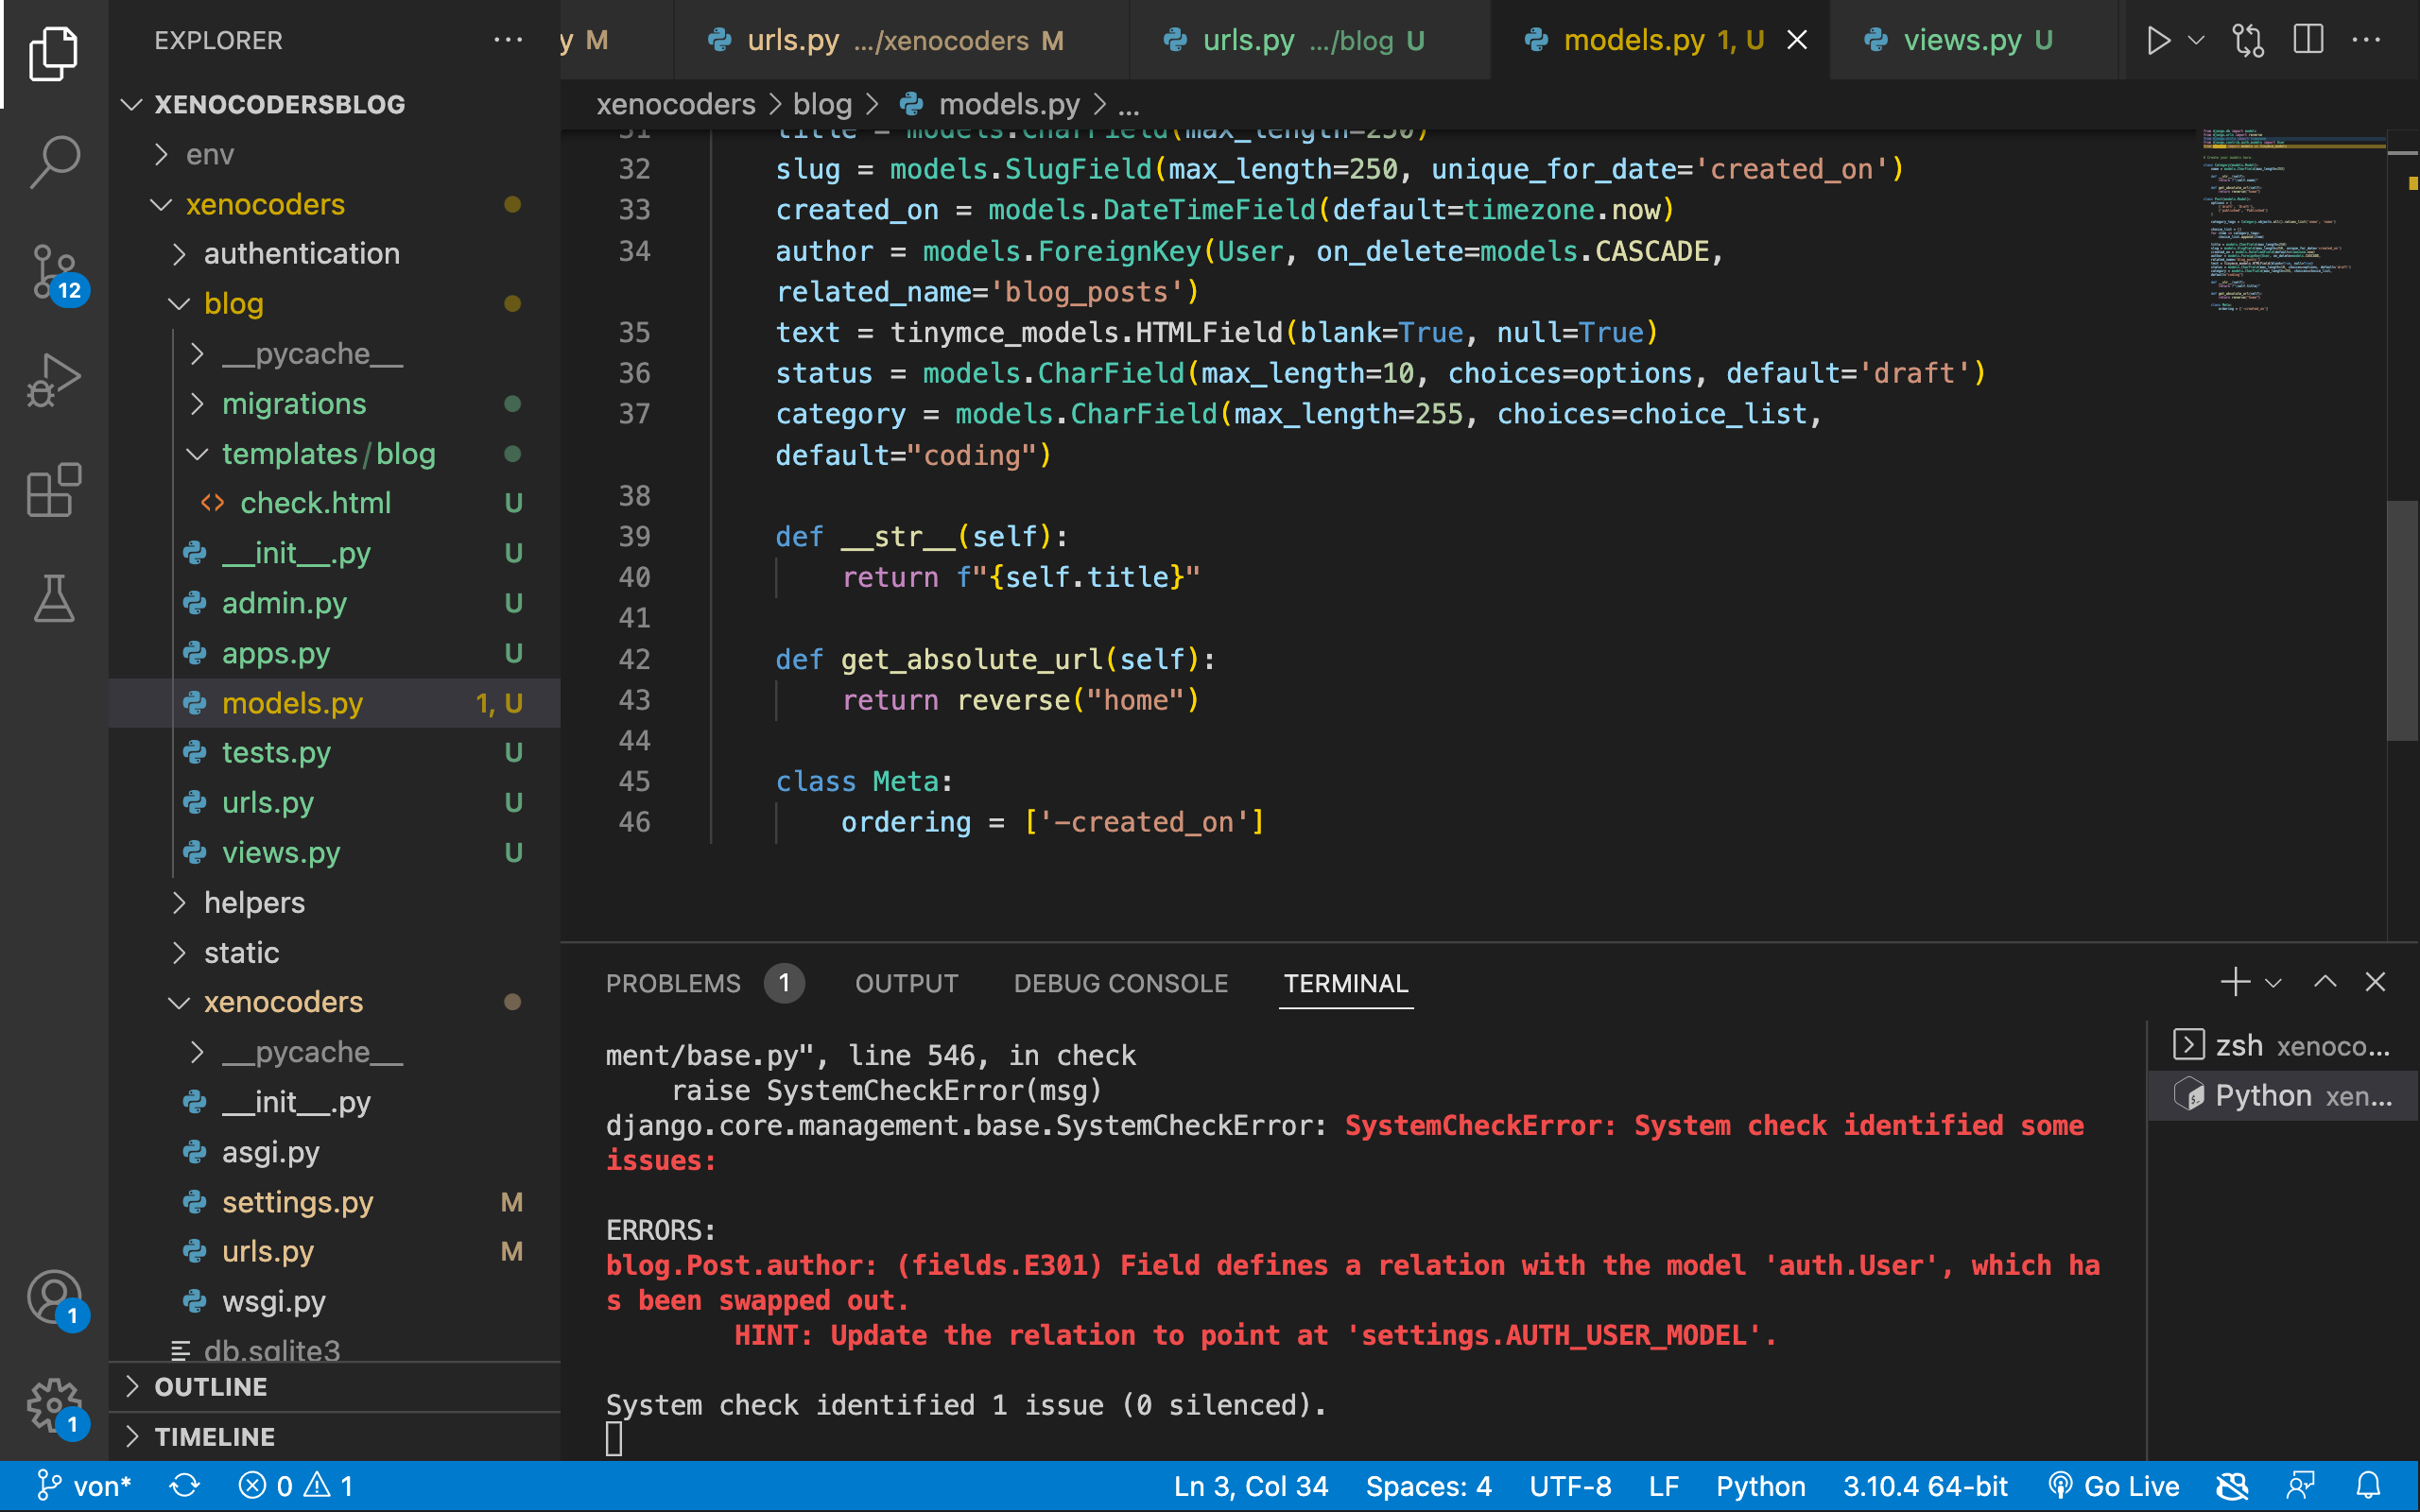 EXPLORER
XENOCODERSBLOG
env
xenocoders
authentication
blog
__pycache__
migrations
templates/blog
check.html U
__init__.py U
admin.py U
apps.py U
models.py 1, U
tests.py U
urls.py U
views.py U
helpers
static
xenocoders
__pycache__
__init__.py
asgi.py
settings.py M
urls.py M
wsgi.py
db.sqlite3
OUTLINE
TIMELINE
12
1
1
y M
urls.py .../xenocoders M
urls.py .../blog U
models.py 1, U
views.py U
xenocoders > blog > models.py > ...
31 title = models.CharField(max_length=250)
32 slug = models.SlugField(max_length=250, unique_for_date='created_on')
33 created_on = models.DateTimeField(default=timezone.now)
34 author = models.ForeignKey(User, on_delete=models.CASCADE,
related_name='blog_posts')
35 text = tinymce_models.HTMLField(blank=True, null=True)
36 status = models.CharField(max_length=10, choices=options, default='draft')
37 category = models.CharField(max_length=255, choices=choice_list,
default="coding")
38
39 def __str__(self):
40 return f"{self.title}"
41
42 def get_absolute_url(self):
43 return reverse("home")
44
45 class Meta:
46 ordering = ['-created_on']
PROBLEMS 1 OUTPUT DEBUG CONSOLE TERMINAL
ment/base.py", line 546, in check
raise SystemCheckError(msg)
django.core.management.base.SystemCheckError: SystemCheckError: System check identified some
issues:
ERRORS:
blog.Post.author: (fields.E301) Field defines a relation with the model 'auth.User', which ha
s been swapped out.
HINT: Update the relation to point at 'settings.AUTH_USER_MODEL'.
System check identified 1 issue (0 silenced).
zsh xenoco...
Python xen...
von* 0 1 Ln 3, Col 34 Spaces: 4 UTF-8 LF Python 3.10.4 64-bit Go Live